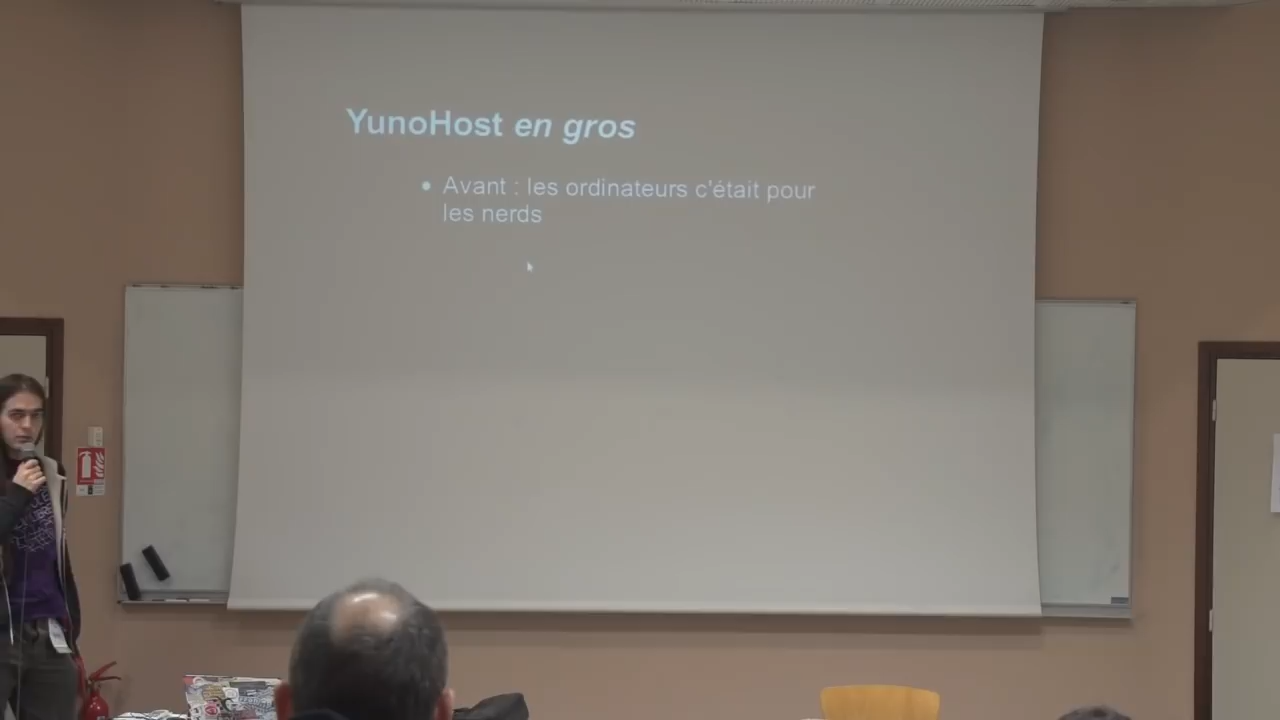 YunoHost en gros
• Avant : les ordinateurs c'était pour
les nerds